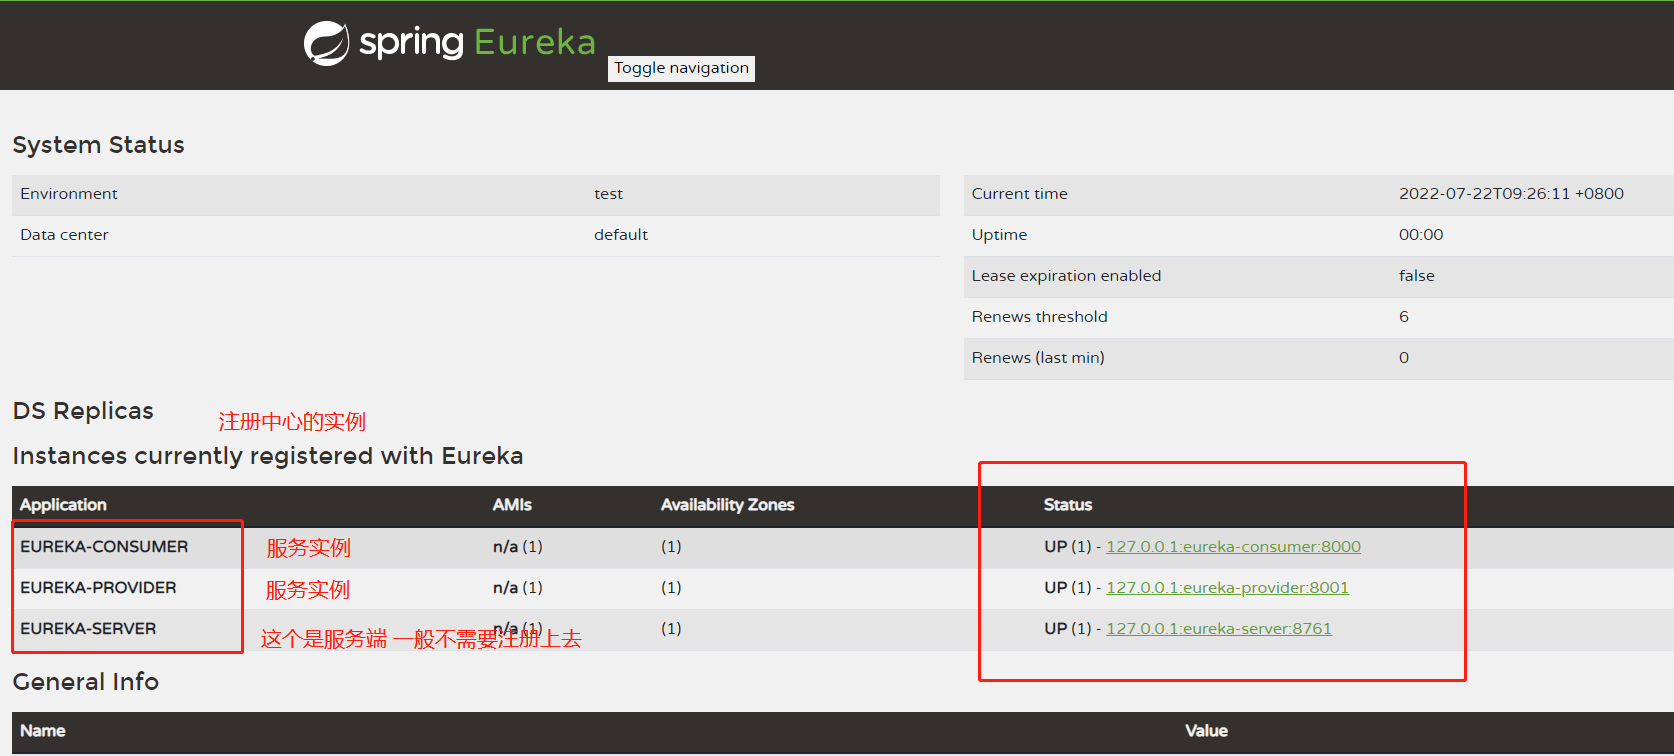 spring Eureka
Toggle navigation
System Status
Environment test
Data center default
Current time 2022-07-22T09:26:11 +0800
Uptime 00:00
Lease expiration enabled false
Renews threshold 6
Renews (last min) 0
DS Replicas
注册中心的实例
Instances currently registered with Eureka
Application AMIs Availability Zones Status
EUREKA-CONSUMER 服务实例 n/a (1) (1) UP (1) - 127.0.0.1:eureka-consumer:8000
EUREKA-PROVIDER 服务实例 n/a (1) (1) UP (1) - 127.0.0.1:eureka-provider:8001
EUREKA-SERVER n/a (1) (1) UP (1) - 127.0.0.1:eureka-server:8761
这个是服务端 一般不需要注册上去
General Info
Name Value